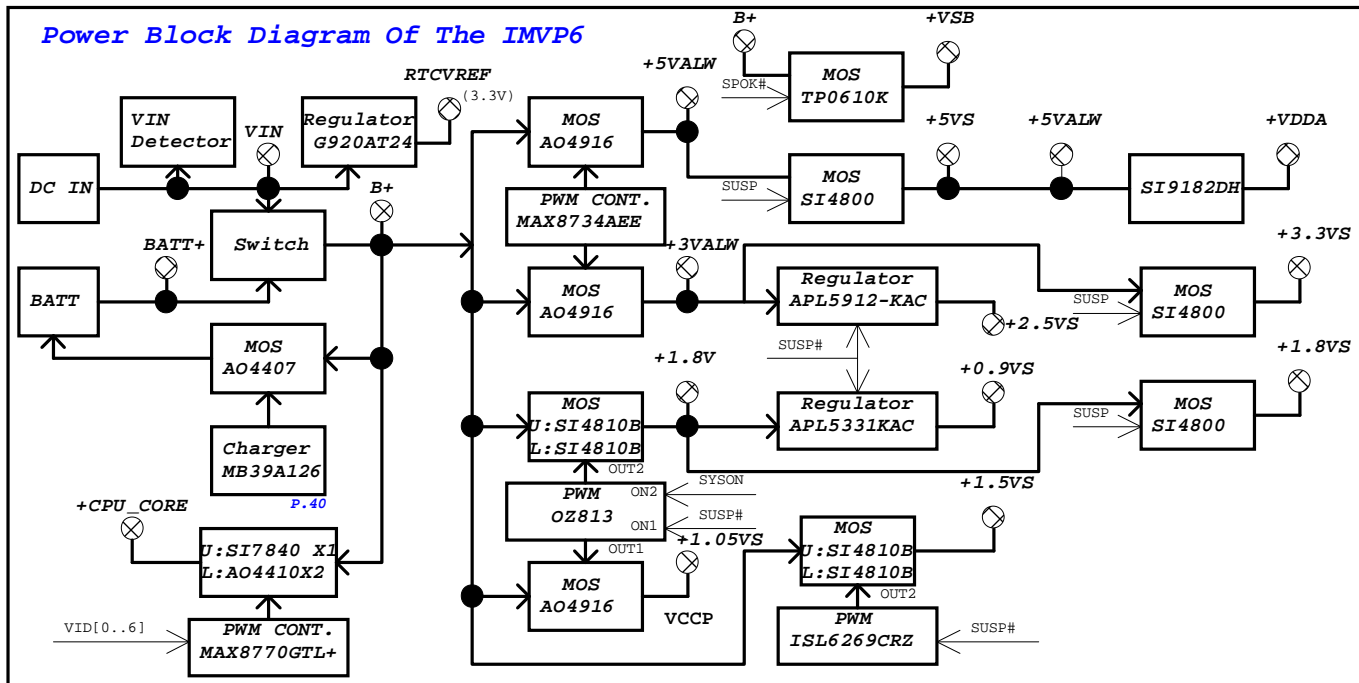 Power Block Diagram Of The IMVP6
B+
+VSB
MOS
TP0610K
SPOK#
RTCVREF
(3.3V)
+5VALW
VIN
Detector
VIN
Regulator
G920AT24
MOS
AO4916
+5VS
+5VALW
+VDDA
DC IN
B+
SUSP
MOS
SI4800
SI9182DH
PWM CONT.
MAX8734AEE
BATT+
Switch
+3VALW
+3.3VS
BATT
MOS
AO4916
Regulator
APL5912-KAC
+2.5VS
SUSP
MOS
SI4800
MOS
AO4407
SUSP#
+1.8V
+0.9VS
+1.8VS
MOS
U:SI4810B
L:SI4810B
Regulator
APL5331KAC
SUSP
MOS
SI4800
Charger
MB39A126
P.40
OUT2
PWM
OZ813
ON2
ON1
OUT1
SYSON
SUSP#
+1.5VS
+CPU_CORE
U:SI7840 X1
L:AO4410X2
+1.05VS
MOS
AO4916
VCCP
MOS
U:SI4810B
L:SI4810B
OUT2
VID[0..6]
PWM CONT.
MAX8770GTL+
PWM
ISL6269CRZ
SUSP#